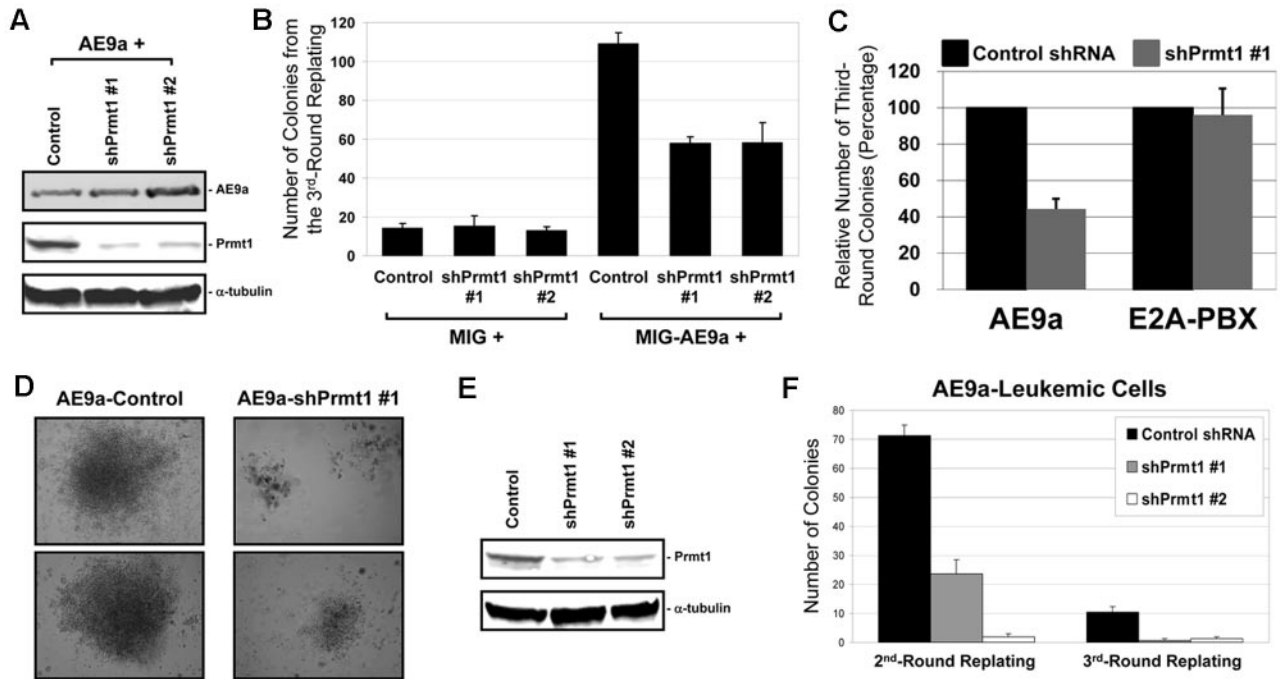 A
AE9a +
Control
shPrmt1 #1
shPrmt1 #2
- AE9a
- Prmt1
- α-tubulin
B
Number of Colonies from
the 3rd-Round Replating
120
100
80
60
40
20
0
Control
shPrmt1
#1
shPrmt1
#2
Control
shPrmt1
#1
shPrmt1
#2
MIG +
MIG-AE9a +
C
Control shRNA
shPrmt1 #1
Relative Number of Third-
Round Colonies (Percentage)
120
100
80
60
40
20
0
AE9a
E2A-PBX
D
AE9a-Control
AE9a-shPrmt1 #1
E
Control
shPrmt1 #1
shPrmt1 #2
- Prmt1
- α-tubulin
F
AE9a-Leukemic Cells
Number of Colonies
80
70
60
50
40
30
20
10
0
Control shRNA
shPrmt1 #1
shPrmt1 #2
2nd-Round Replating
3rd-Round Replating